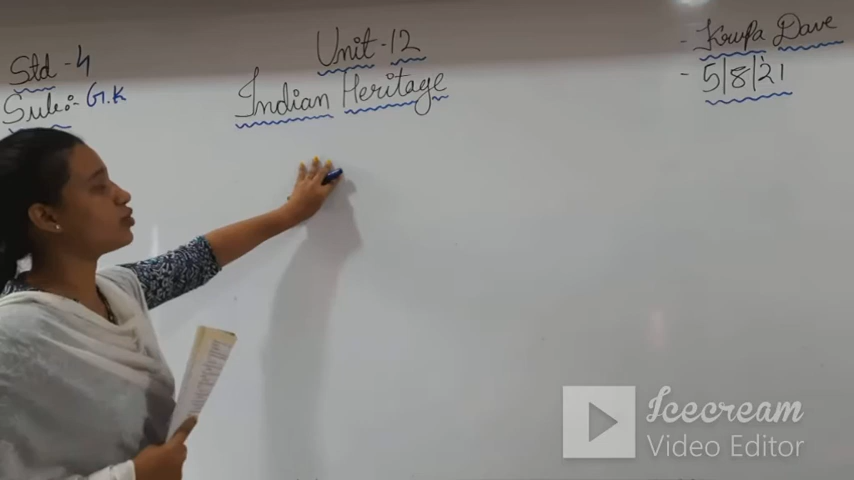 Std - 4
Sub :- G.K
Unit - 12
Indian Heritage
- Krupa Dave
- 5/8/'21
Icecream
Video Editor